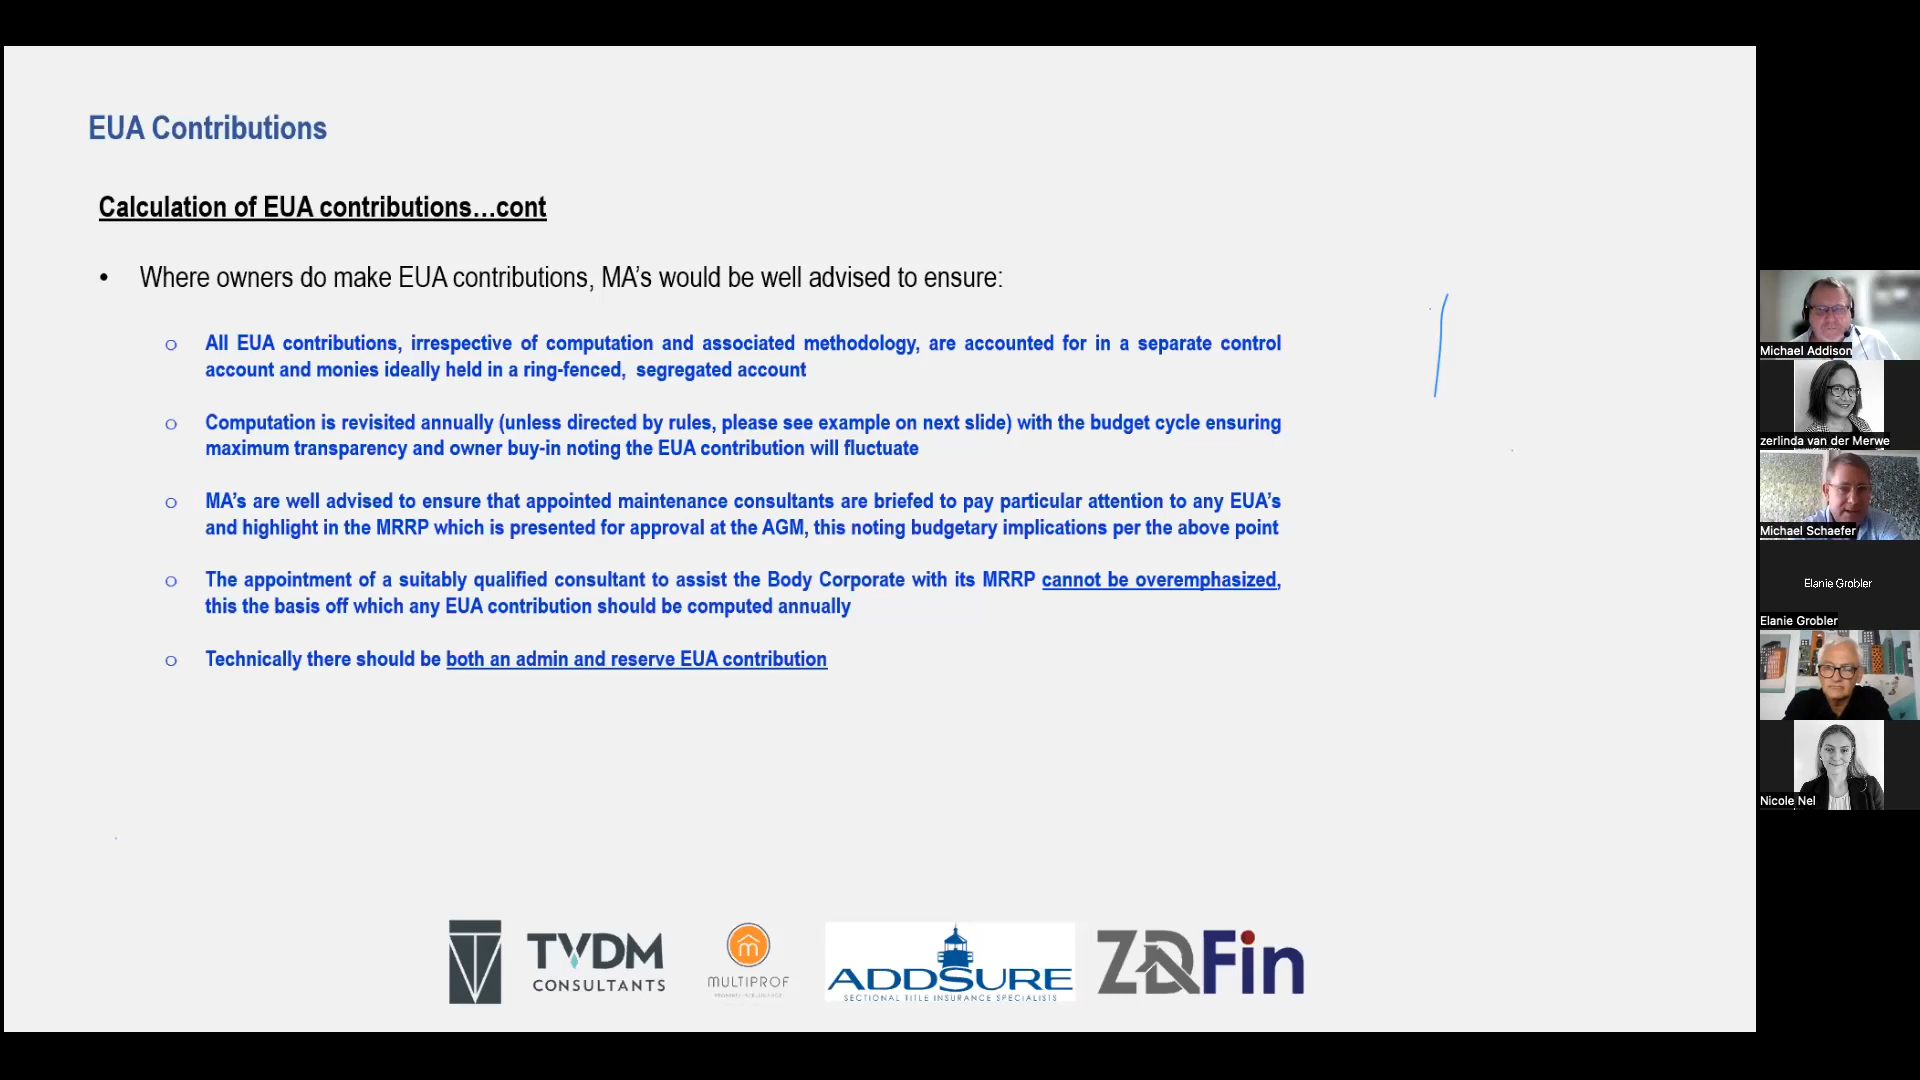 EUA Contributions
Calculation of EUA contributions…cont
• Where owners do make EUA contributions, MA’s would be well advised to ensure:
o All EUA contributions, irrespective of computation and associated methodology, are accounted for in a separate control
account and monies ideally held in a ring-fenced, segregated account
o Computation is revisited annually (unless directed by rules, please see example on next slide) with the budget cycle ensuring
maximum transparency and owner buy-in noting the EUA contribution will fluctuate
o MA’s are well advised to ensure that appointed maintenance consultants are briefed to pay particular attention to any EUA’s
and highlight in the MRRP which is presented for approval at the AGM, this noting budgetary implications per the above point
o The appointment of a suitably qualified consultant to assist the Body Corporate with its MRRP cannot be overemphasized,
this the basis off which any EUA contribution should be computed annually
o Technically there should be both an admin and reserve EUA contribution
TVDM
CONSULTANTS
MULTIPROF
ADDSURE
SECTIONAL TITLE INSURANCE SPECIALISTS
ZDFin
Michael Addison
zerlinda van der Merwe
Michael Schaefer
Elanie Grobler
Elanie Grobler
Nicole Nel